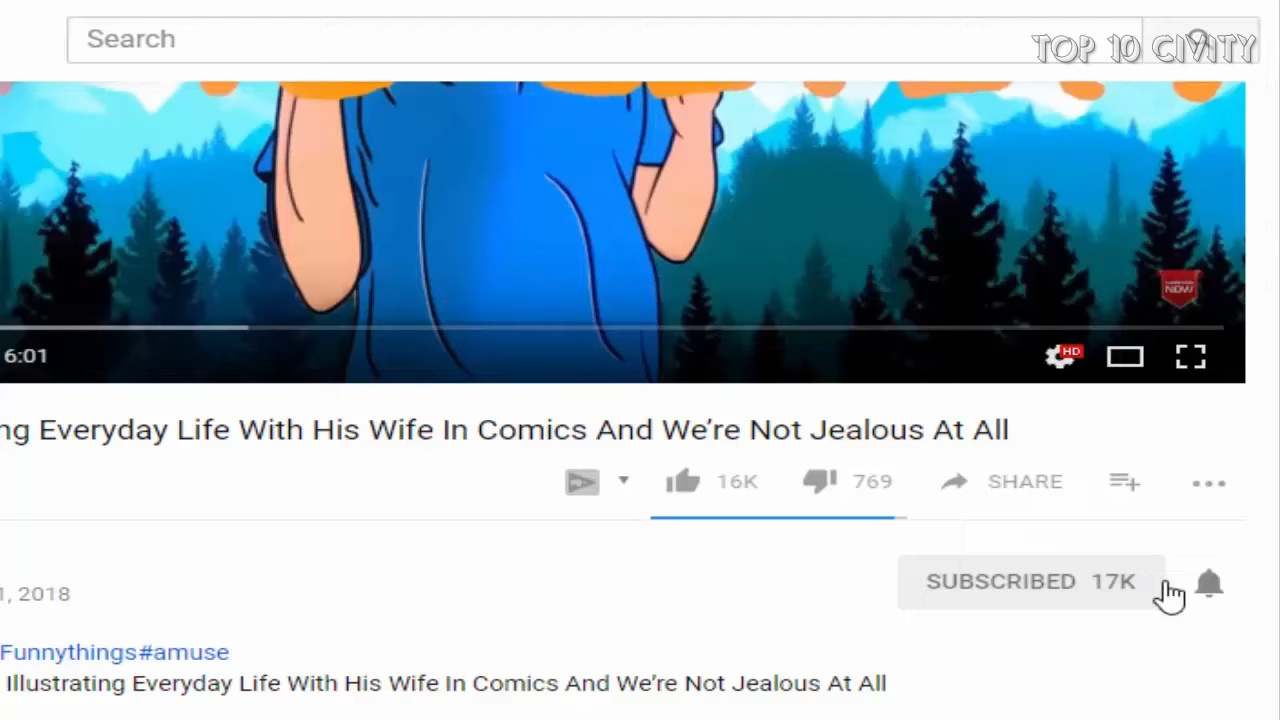 Search
TOP 10 CIVITY
NOW
6:01
HD
ng Everyday Life With His Wife In Comics And We’re Not Jealous At All
16K 769 SHARE
1, 2018
SUBSCRIBED 17K
Funnythings#amuse
Illustrating Everyday Life With His Wife In Comics And We’re Not Jealous At All